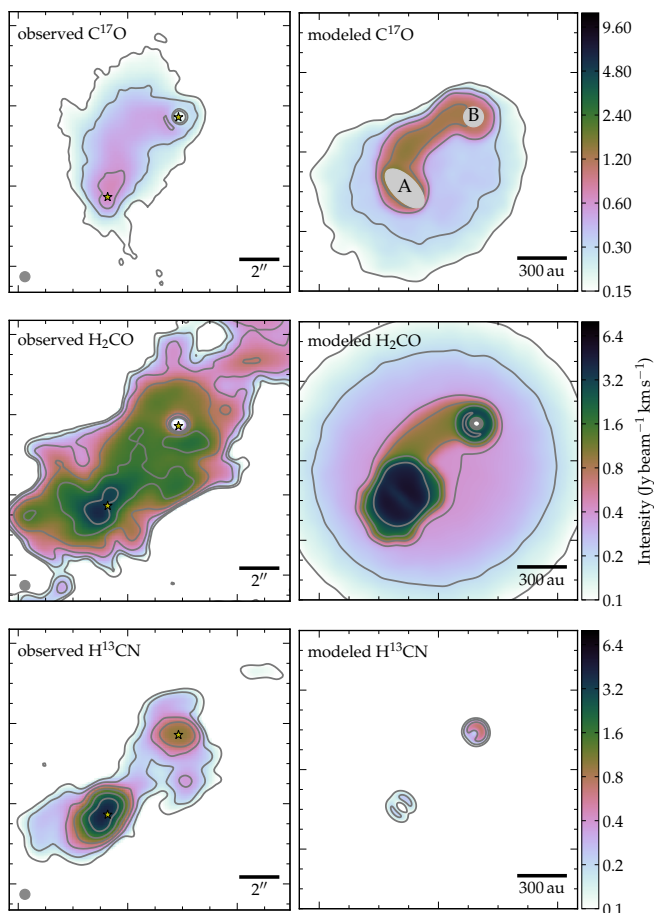 observed C¹⁷O
2″
modeled C¹⁷O
B
A
300 au
9.60
4.80
2.40
1.20
0.60
0.30
0.15
observed H₂CO
2″
modeled H₂CO
300 au
6.4
3.2
1.6
0.8
0.4
0.2
0.1
Intensity (Jy beam⁻¹ km s⁻¹)
observed H¹³CN
2″
modeled H¹³CN
300 au
6.4
3.2
1.6
0.8
0.4
0.2
0.1